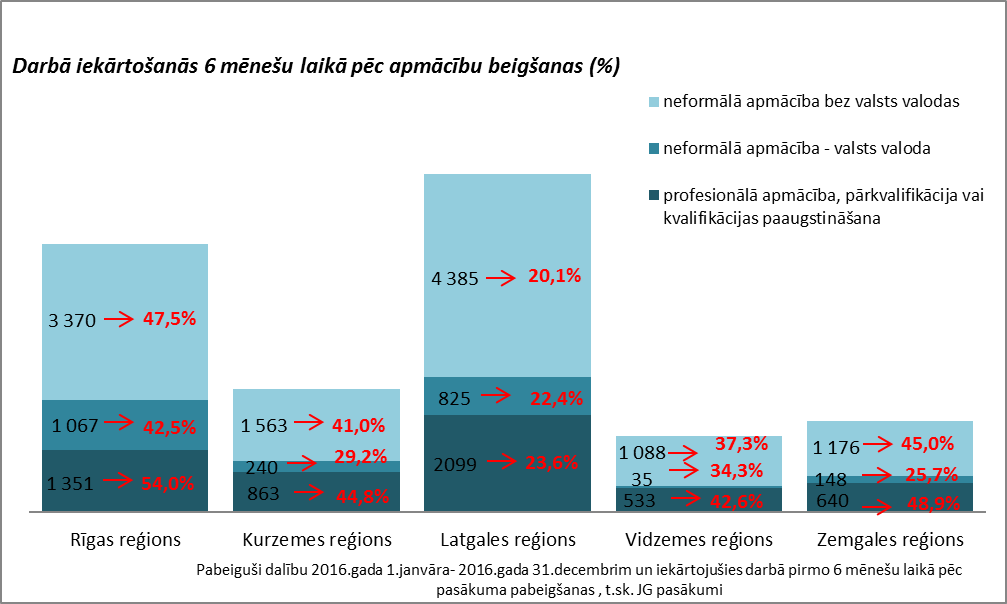 Darbā iekārtošanās 6 mēnešu laikā pēc apmācību beigšanas (%)
neformālā apmācība bez valsts valodas
neformālā apmācība - valsts valoda
profesionālā apmācība, pārkvalifikācija vai
kvalifikācijas paaugstināšana
3 370 → 47,5%
1 067 → 42,5%
1 351 → 54,0%
1 563 → 41,0%
240 → 29,2%
863 → 44,8%
4 385 → 20,1%
825 → 22,4%
2099 → 23,6%
1 088 → 37,3%
35 → 34,3%
533 → 42,6%
1 176 → 45,0%
148 → 25,7%
640 → 48,9%
Rīgas reģions Kurzemes reģions Latgales reģions Vidzemes reģions Zemgales reģions
Pabeiguši dalību 2016.gada 1.janvāra- 2016.gada 31.decembrim un iekārtojušies darbā pirmo 6 mēnešu laikā pēc
pasākuma pabeigšanas , t.sk. JG pasākumi